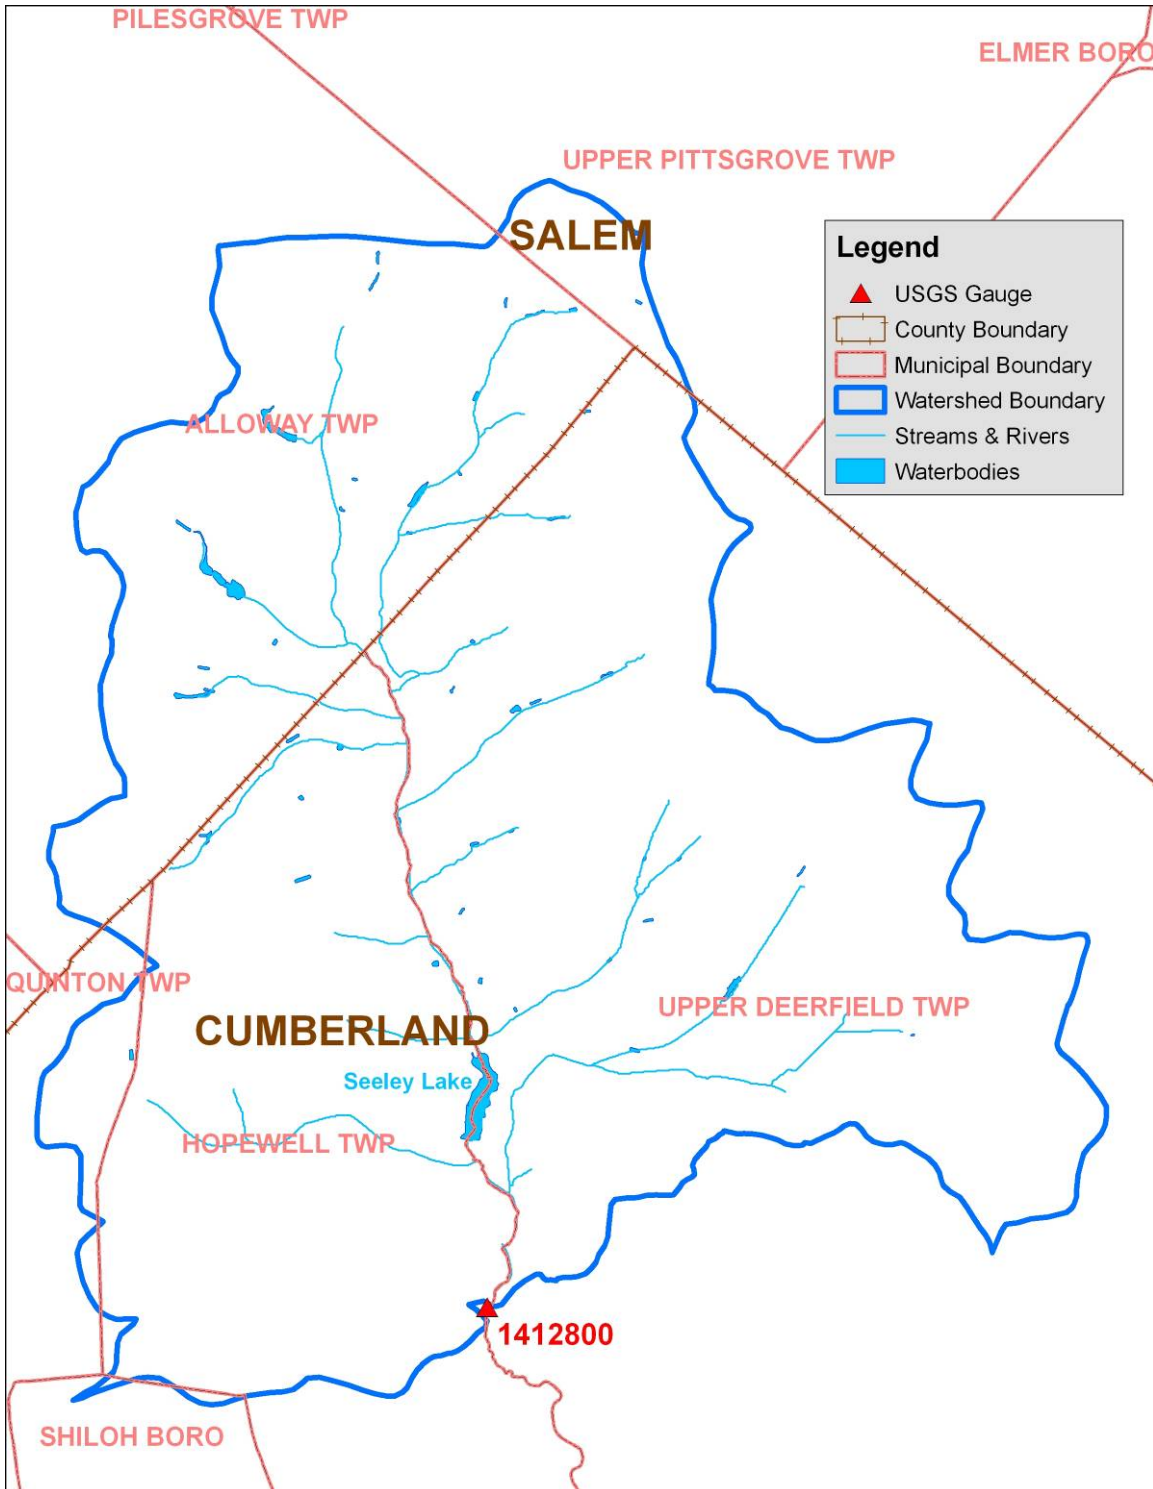 PILESGROVE TWP
ELMER BORO
UPPER PITTSGROVE TWP
SALEM
Legend
USGS Gauge
County Boundary
Municipal Boundary
Watershed Boundary
Streams & Rivers
Waterbodies
ALLOWAY TWP
QUINTON TWP
UPPER DEERFIELD TWP
CUMBERLAND
Seeley Lake
HOPEWELL TWP
1412800
SHILOH BORO